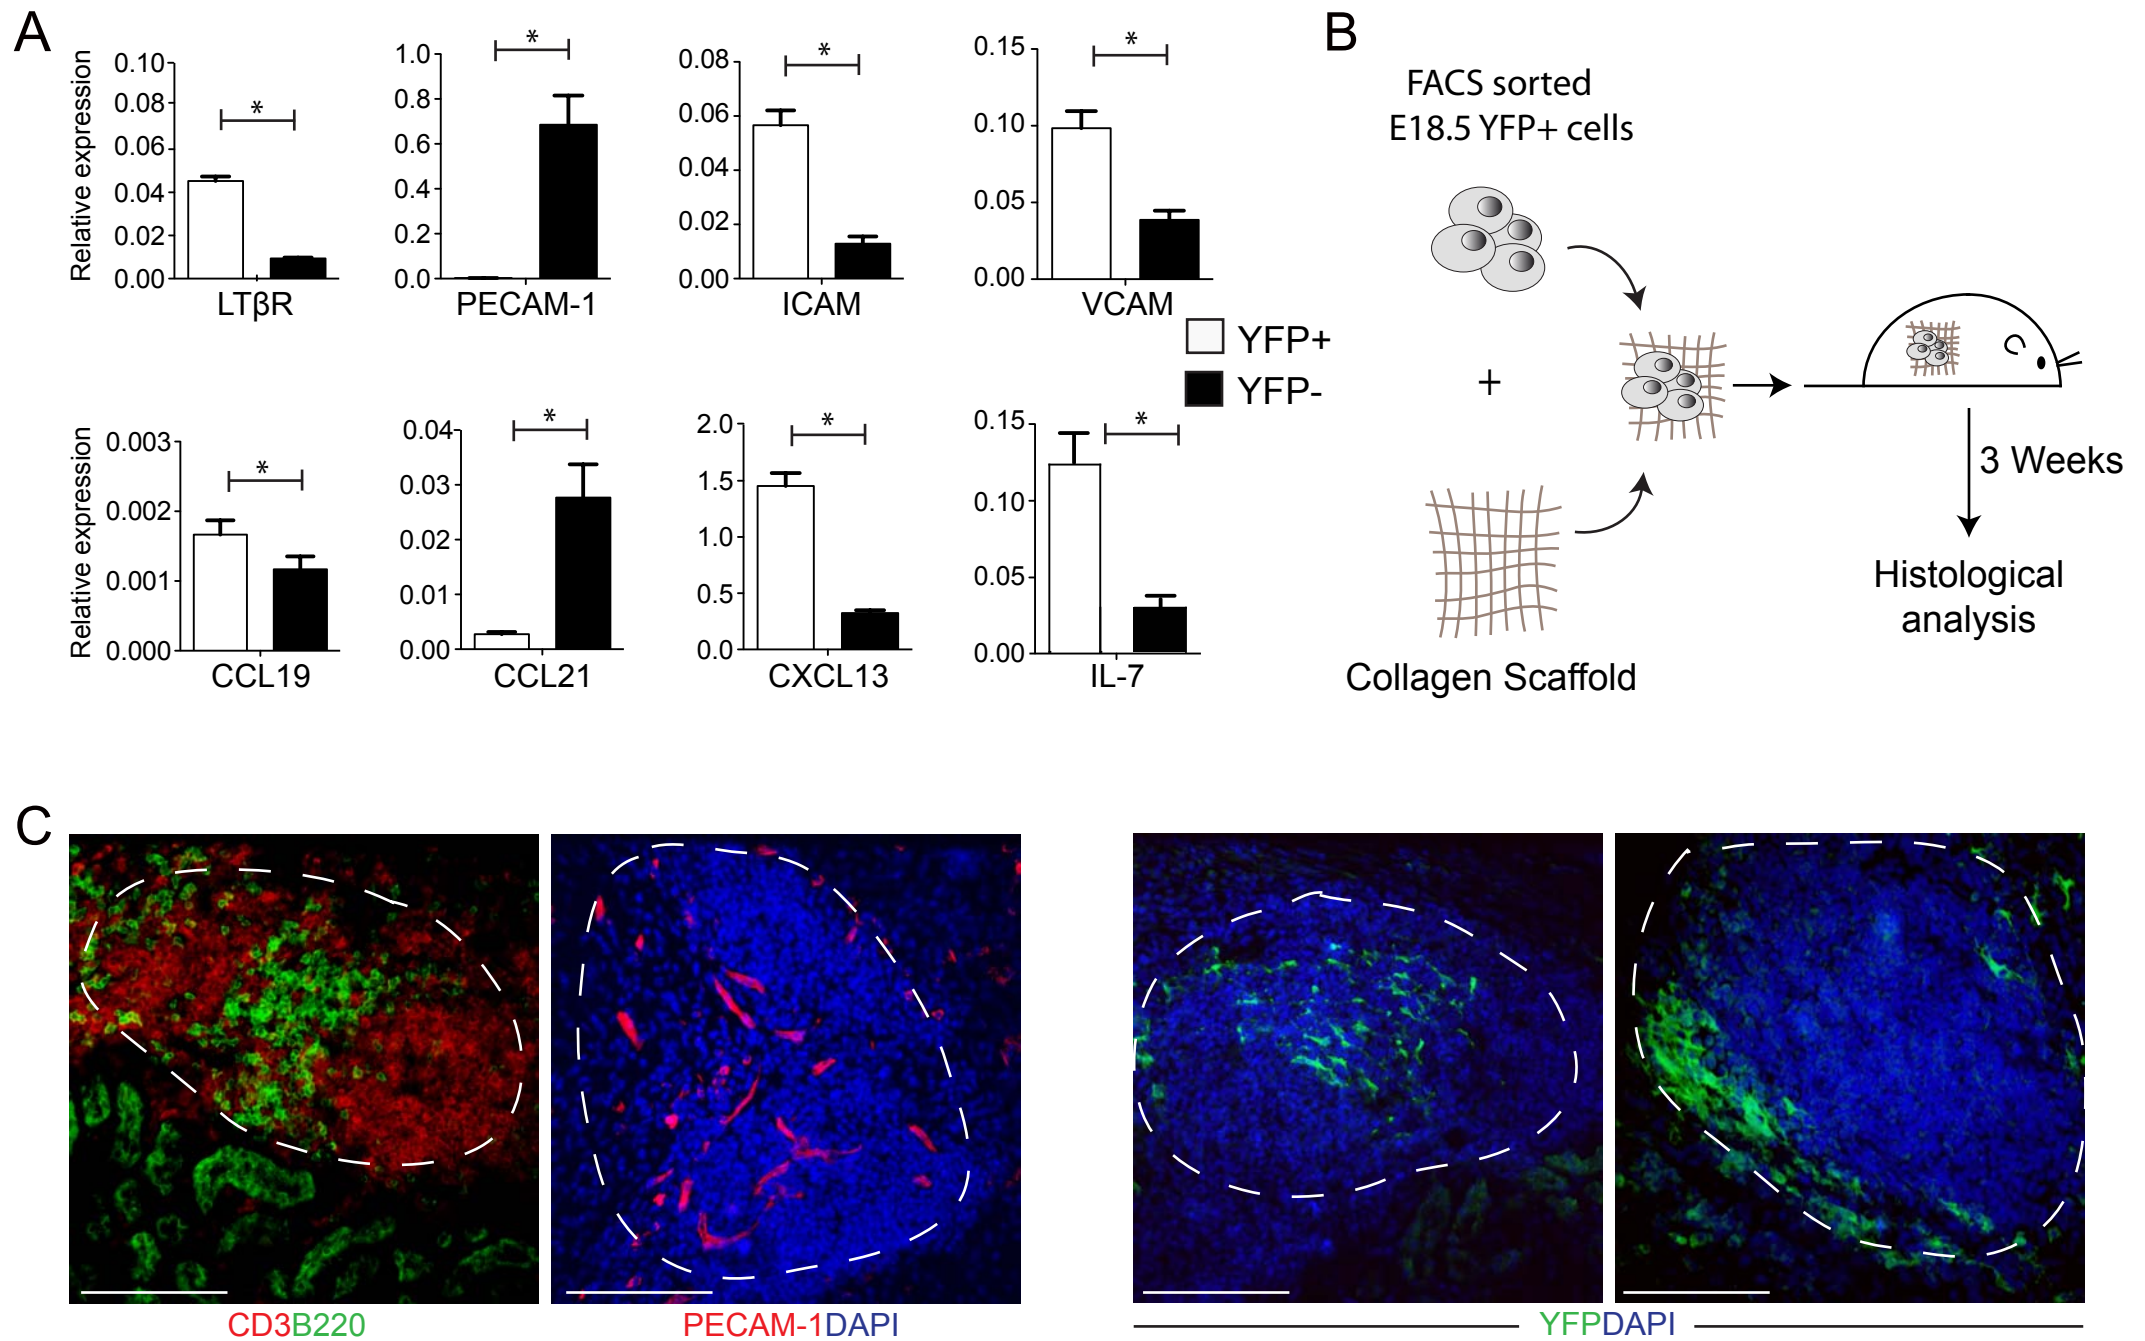 A
Relative expression
0.10
0.08
0.06
0.04
0.02
0.00
*
LTβR
1.0
0.8
0.6
0.4
0.2
0.0
*
PECAM-1
0.08
0.06
0.04
0.02
0.00
*
ICAM
0.15
0.10
0.05
0.00
*
VCAM
YFP+
YFP-
Relative expression
0.003
0.002
0.001
0.000
*
CCL19
0.04
0.03
0.02
0.01
0.00
*
CCL21
2.0
1.5
1.0
0.5
0.0
*
CXCL13
0.15
0.10
0.05
0.00
*
IL-7
B
FACS sorted
E18.5 YFP+ cells
+
Collagen Scaffold
3 Weeks
Histological
analysis
C
CD3B220
PECAM-1DAPI
YFPDAPI